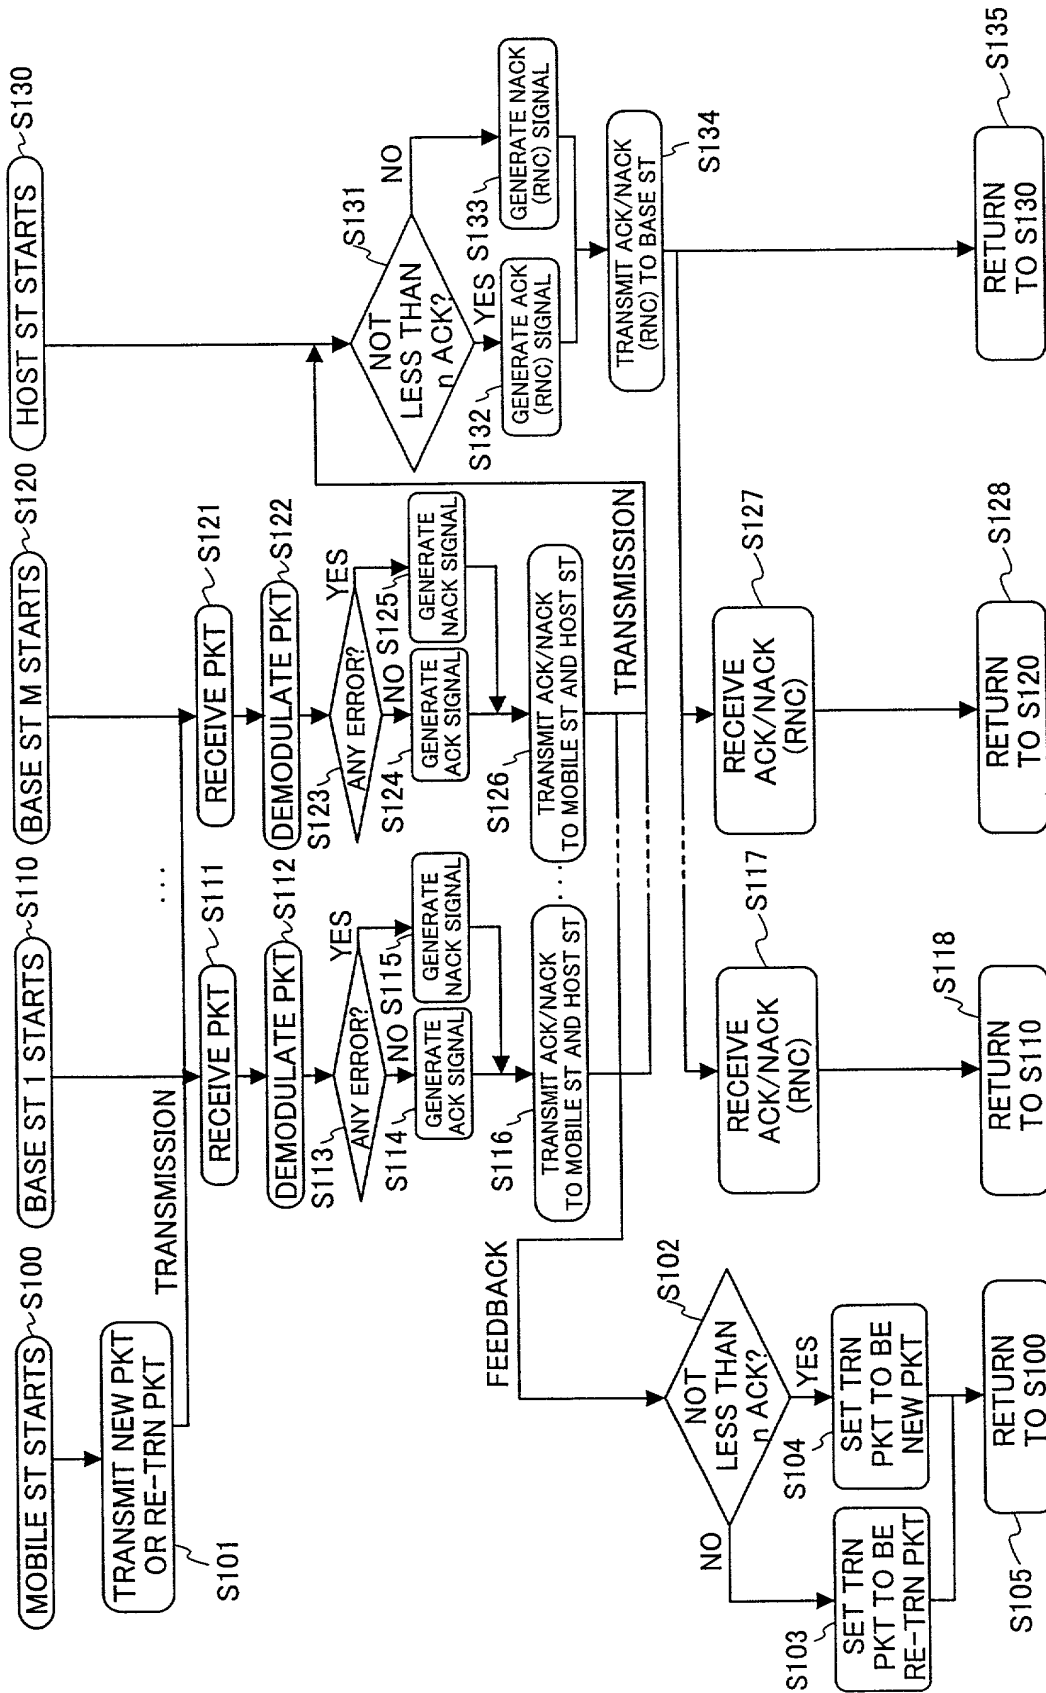 MOBILE ST STARTS
S100
TRANSMIT NEW PKT
OR RE-TRN PKT
S101
TRANSMISSION
FEEDBACK
NOT
LESS THAN
n ACK?
S102
NO
YES
SET TRN
PKT TO BE
RE-TRN PKT
S103
SET TRN
PKT TO BE
NEW PKT
S104
RETURN
TO S100
S105
BASE ST 1 STARTS
S110
RECEIVE PKT
S111
DEMODULATE PKT
S112
ANY ERROR?
S113
YES
NO
GENERATE
ACK SIGNAL
S114
GENERATE
NACK SIGNAL
S115
TRANSMIT ACK/NACK
TO MOBILE ST AND HOST ST
S116
RECEIVE
ACK/NACK
(RNC)
S117
RETURN
TO S110
S118
...
...
BASE ST M STARTS
S120
RECEIVE PKT
S121
DEMODULATE PKT
S122
ANY ERROR?
S123
YES
NO
GENERATE
ACK SIGNAL
S124
GENERATE
NACK SIGNAL
S125
TRANSMIT ACK/NACK
TO MOBILE ST AND HOST ST
S126
TRANSMISSION
RECEIVE
ACK/NACK
(RNC)
S127
RETURN
TO S120
S128
HOST ST STARTS
S130
NOT
LESS THAN
n ACK?
S131
NO
YES
GENERATE ACK
(RNC) SIGNAL
S132
GENERATE NACK
(RNC) SIGNAL
S133
TRANSMIT ACK/NACK
(RNC) TO BASE ST
S134
RETURN
TO S130
S135